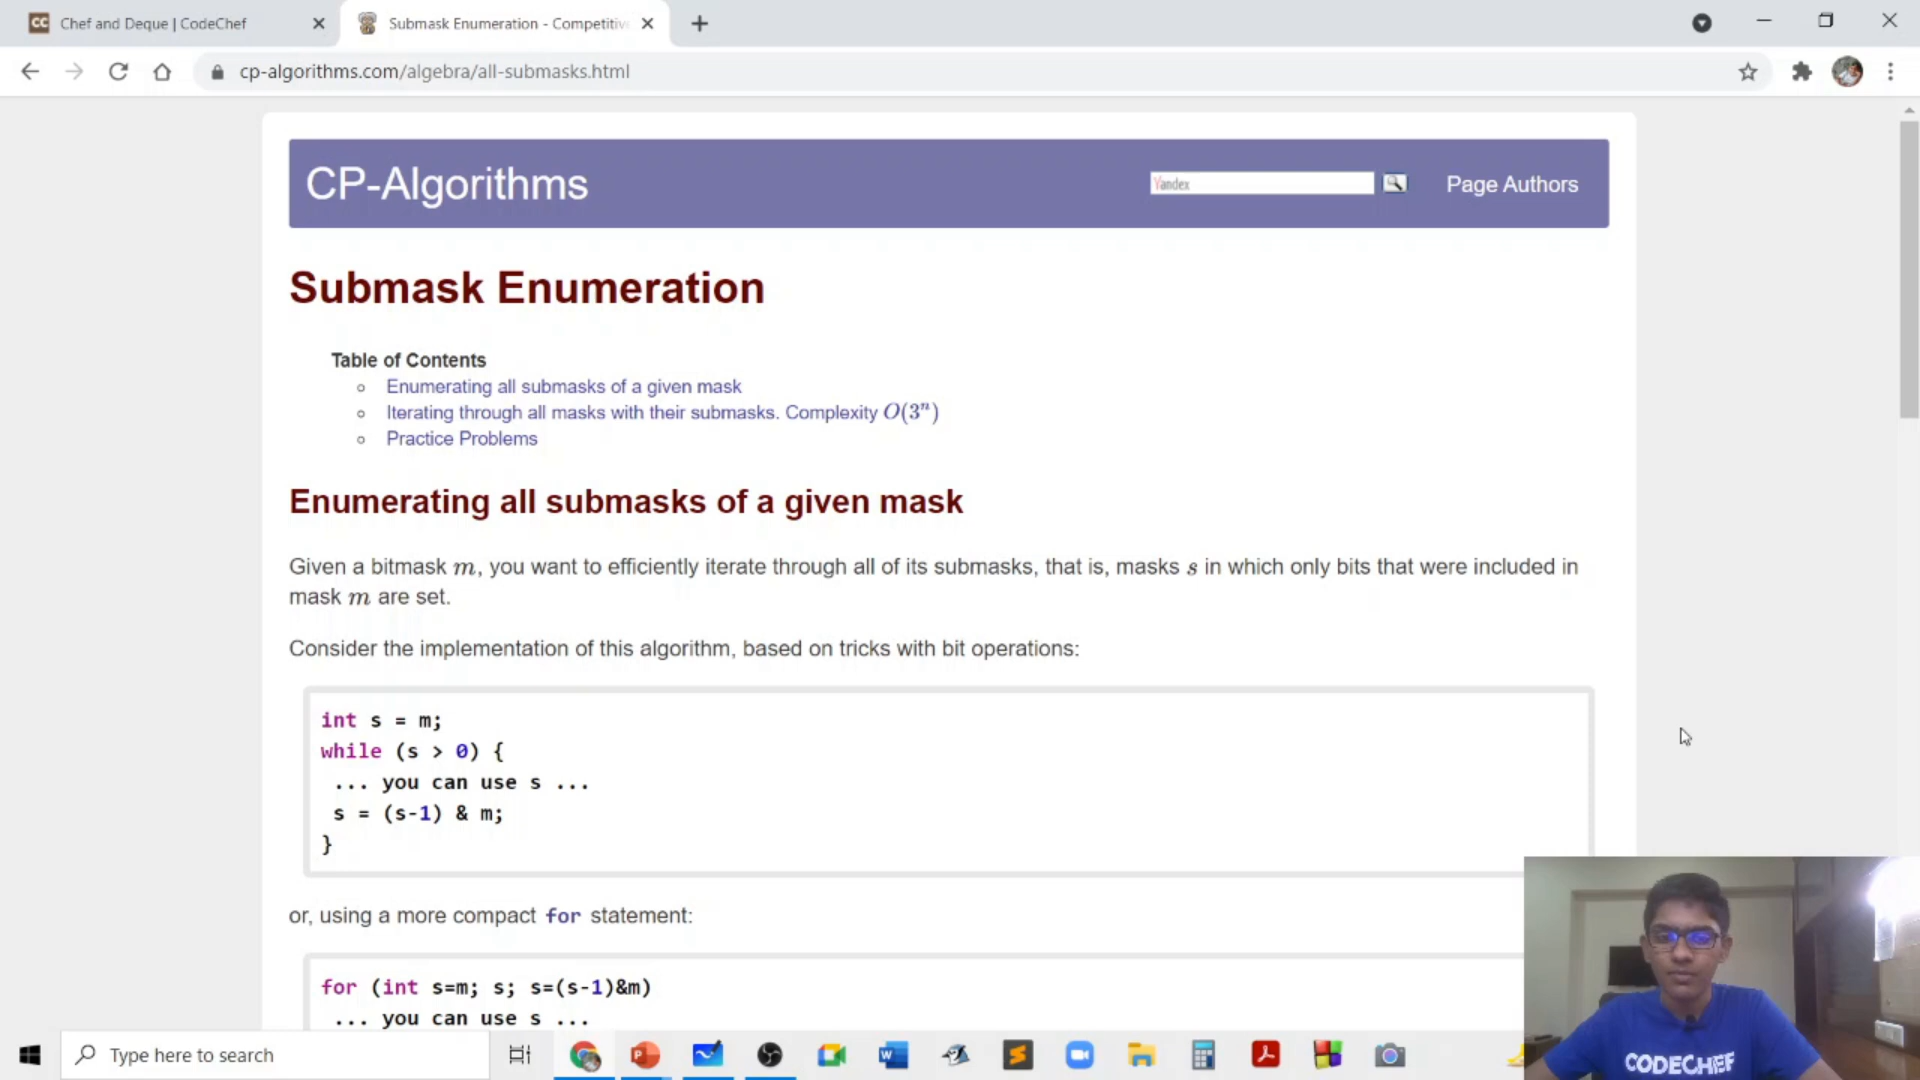 CC Chef and Deque | CodeChef
Submask Enumeration - Competitiv
cp-algorithms.com/algebra/all-submasks.html
CP-Algorithms
Yandex
Page Authors
Submask Enumeration
Table of Contents
Enumerating all submasks of a given mask
Iterating through all masks with their submasks. Complexity O(3ⁿ)
Practice Problems
Enumerating all submasks of a given mask
Given a bitmask m, you want to efficiently iterate through all of its submasks, that is, masks s in which only bits that were included in
mask m are set.
Consider the implementation of this algorithm, based on tricks with bit operations:
int s = m;
while (s > 0) {
... you can use s ...
s = (s-1) & m;
}
or, using a more compact for statement:
for (int s=m; s; s=(s-1)&m)
... you can use s ...
Type here to search
CODECHEF